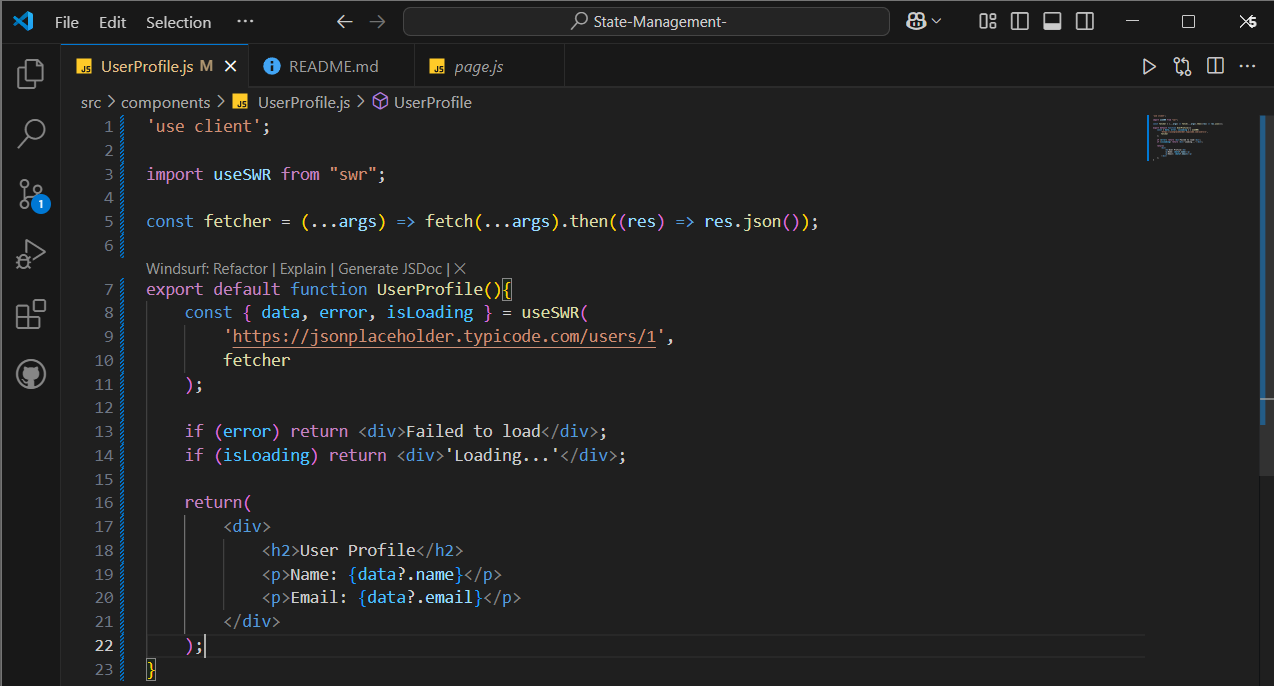 File Edit Selection ··· State-Management-
UserProfile.js M README.md page.js
src > components > JS UserProfile.js > UserProfile
1 'use client';
2
3 import useSWR from "swr";
4
5 const fetcher = (...args) => fetch(...args).then((res) => res.json());
6
Windsurf: Refactor | Explain | Generate JSDoc | ×
7 export default function UserProfile(){
8     const { data, error, isLoading } = useSWR(
9         'https://jsonplaceholder.typicode.com/users/1',
10         fetcher
11     );
12
13     if (error) return <div>Failed to load</div>;
14     if (isLoading) return <div>'Loading...'</div>;
15
16     return(
17         <div>
18             <h2>User Profile</h2>
19             <p>Name: {data?.name}</p>
20             <p>Email: {data?.email}</p>
21         </div>
22     );
23 }
1